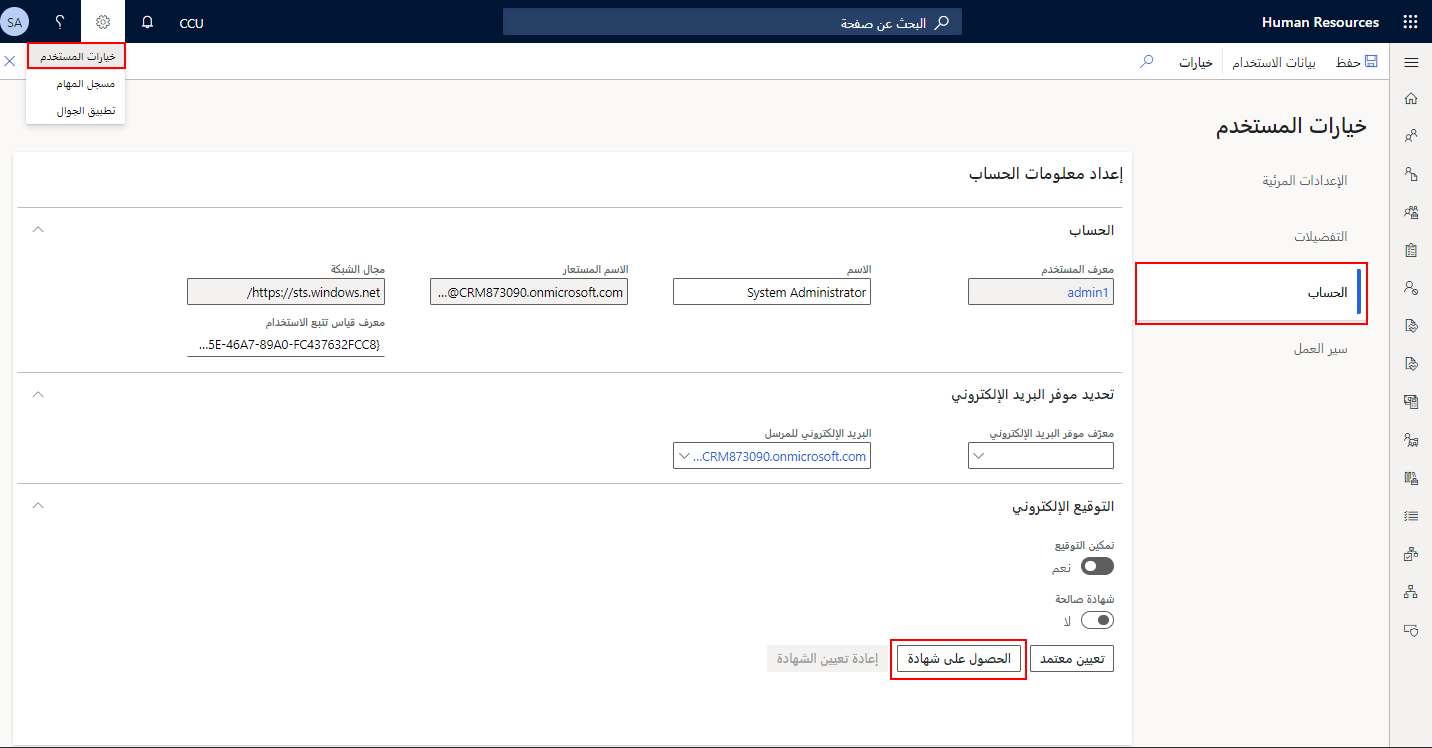 Human Resources
البحث عن صفحة
CCU
؟
SA
خيارات المستخدم
مسجل المهام
تطبيق الجوال
حفظ
بيانات الاستخدام
خيارات
خيارات المستخدم
الإعدادات المرئية
التفضيلات
الحساب
سير العمل
إعداد معلومات الحساب
الحساب
معرف المستخدم
admin1
الاسم
System Administrator
الاسم المستعار
...@CRM873090.onmicrosoft.com
مجال الشبكة
/https://sts.windows.net
معرف قياس تتبع الاستخدام
...5E-46A7-89A0-FC437632FCC8}
تحديد موفر البريد الإلكتروني
معرّف موفر البريد الإلكتروني
البريد الإلكتروني للمرسل
...CRM873090.onmicrosoft.com
التوقيع الإلكتروني
تمكين التوقيع
نعم
شهادة صالحة
لا
تعيين معتمد
الحصول على شهادة
إعادة تعيين الشهادة